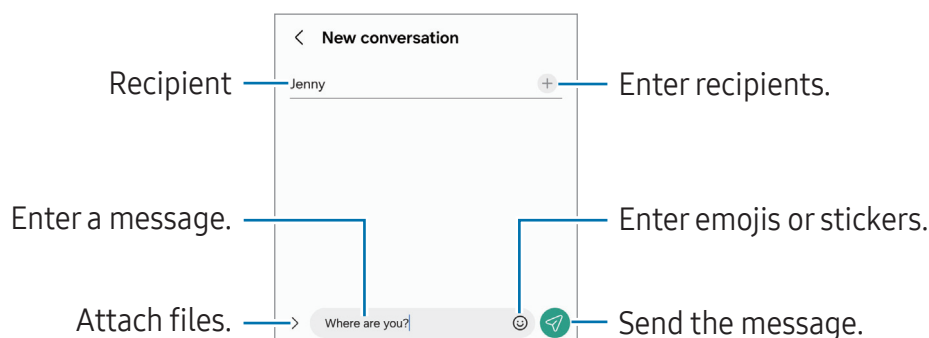 New conversation
Recipient
Jenny
Enter recipients.
Enter a message.
Enter emojis or stickers.
Attach files.
Where are you?
Send the message.